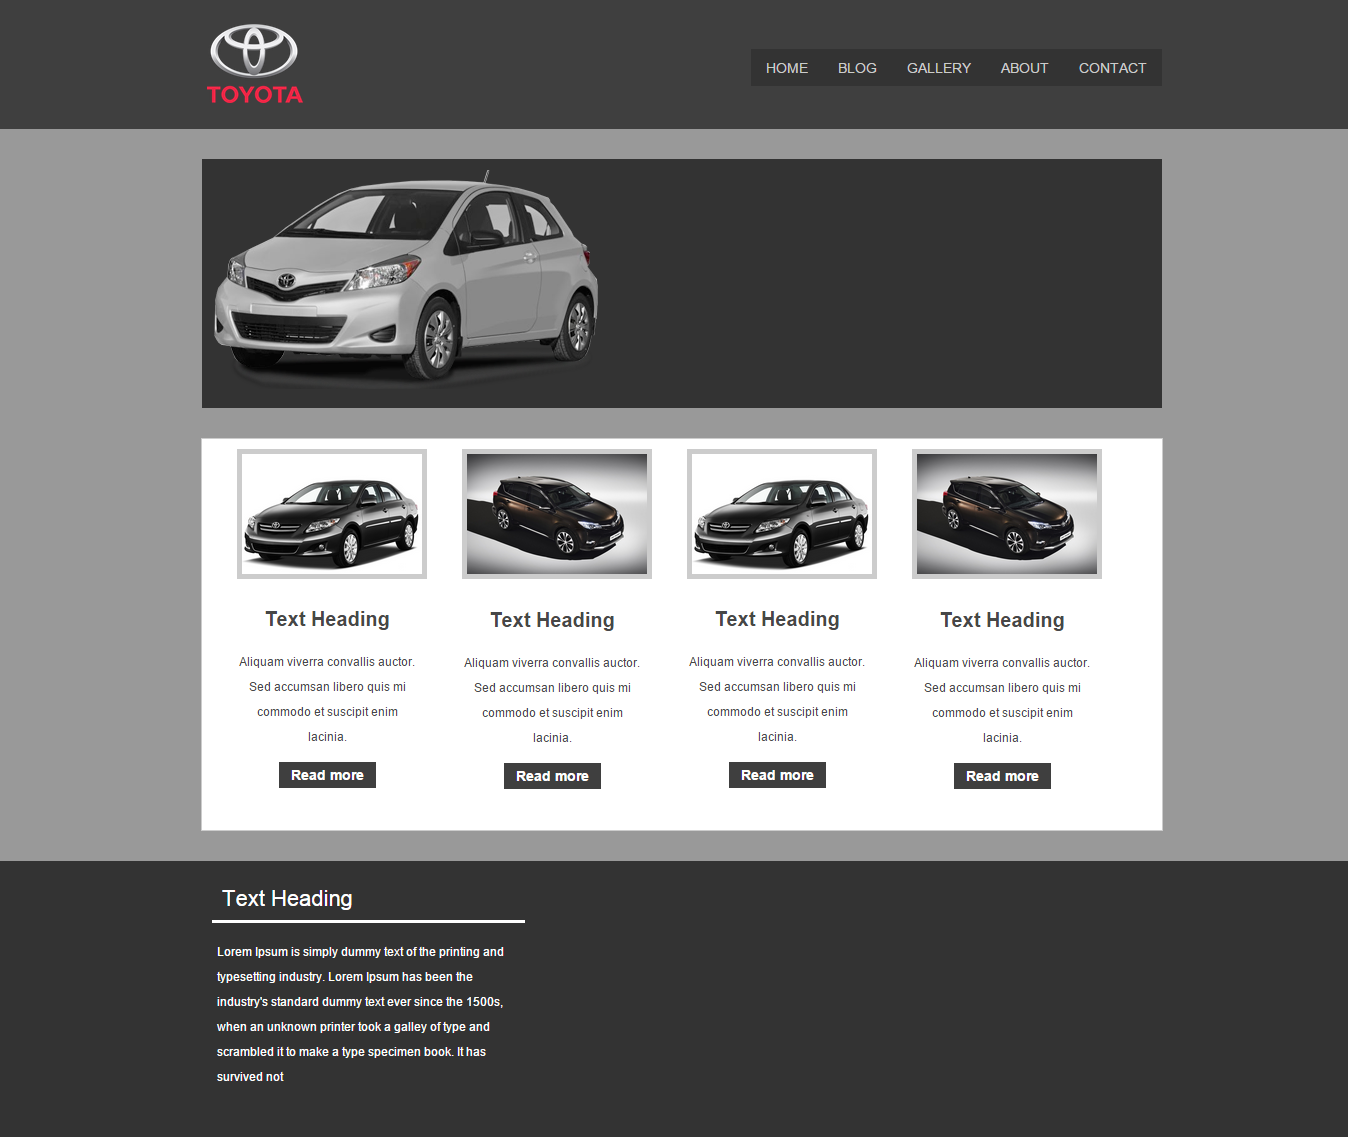 TOYOTA
HOME BLOG GALLERY ABOUT CONTACT
Text Heading
Aliquam viverra convallis auctor.
Sed accumsan libero quis mi
commodo et suscipit enim
lacinia.
Read more
Text Heading
Aliquam viverra convallis auctor.
Sed accumsan libero quis mi
commodo et suscipit enim
lacinia.
Read more
Text Heading
Aliquam viverra convallis auctor.
Sed accumsan libero quis mi
commodo et suscipit enim
lacinia.
Read more
Text Heading
Aliquam viverra convallis auctor.
Sed accumsan libero quis mi
commodo et suscipit enim
lacinia.
Read more
Text Heading
Lorem Ipsum is simply dummy text of the printing and
typesetting industry. Lorem Ipsum has been the
industry's standard dummy text ever since the 1500s,
when an unknown printer took a galley of type and
scrambled it to make a type specimen book. It has
survived not